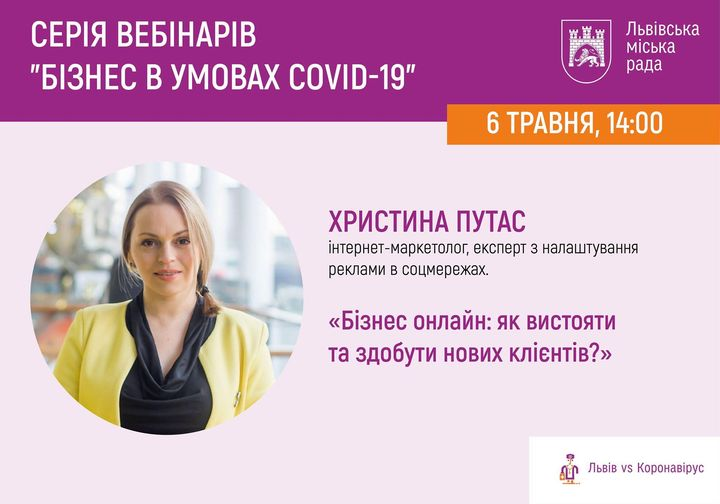 СЕРІЯ ВЕБІНАРІВ
"БІЗНЕС В УМОВАХ COVID-19"
Львівська
міська
рада
6 ТРАВНЯ, 14:00
ХРИСТИНА ПУТАС
інтернет-маркетолог, експерт з налаштування
реклами в соцмережах.
«Бізнес онлайн: як вистояти
та здобути нових клієнтів?»
Львів vs Коронавірус